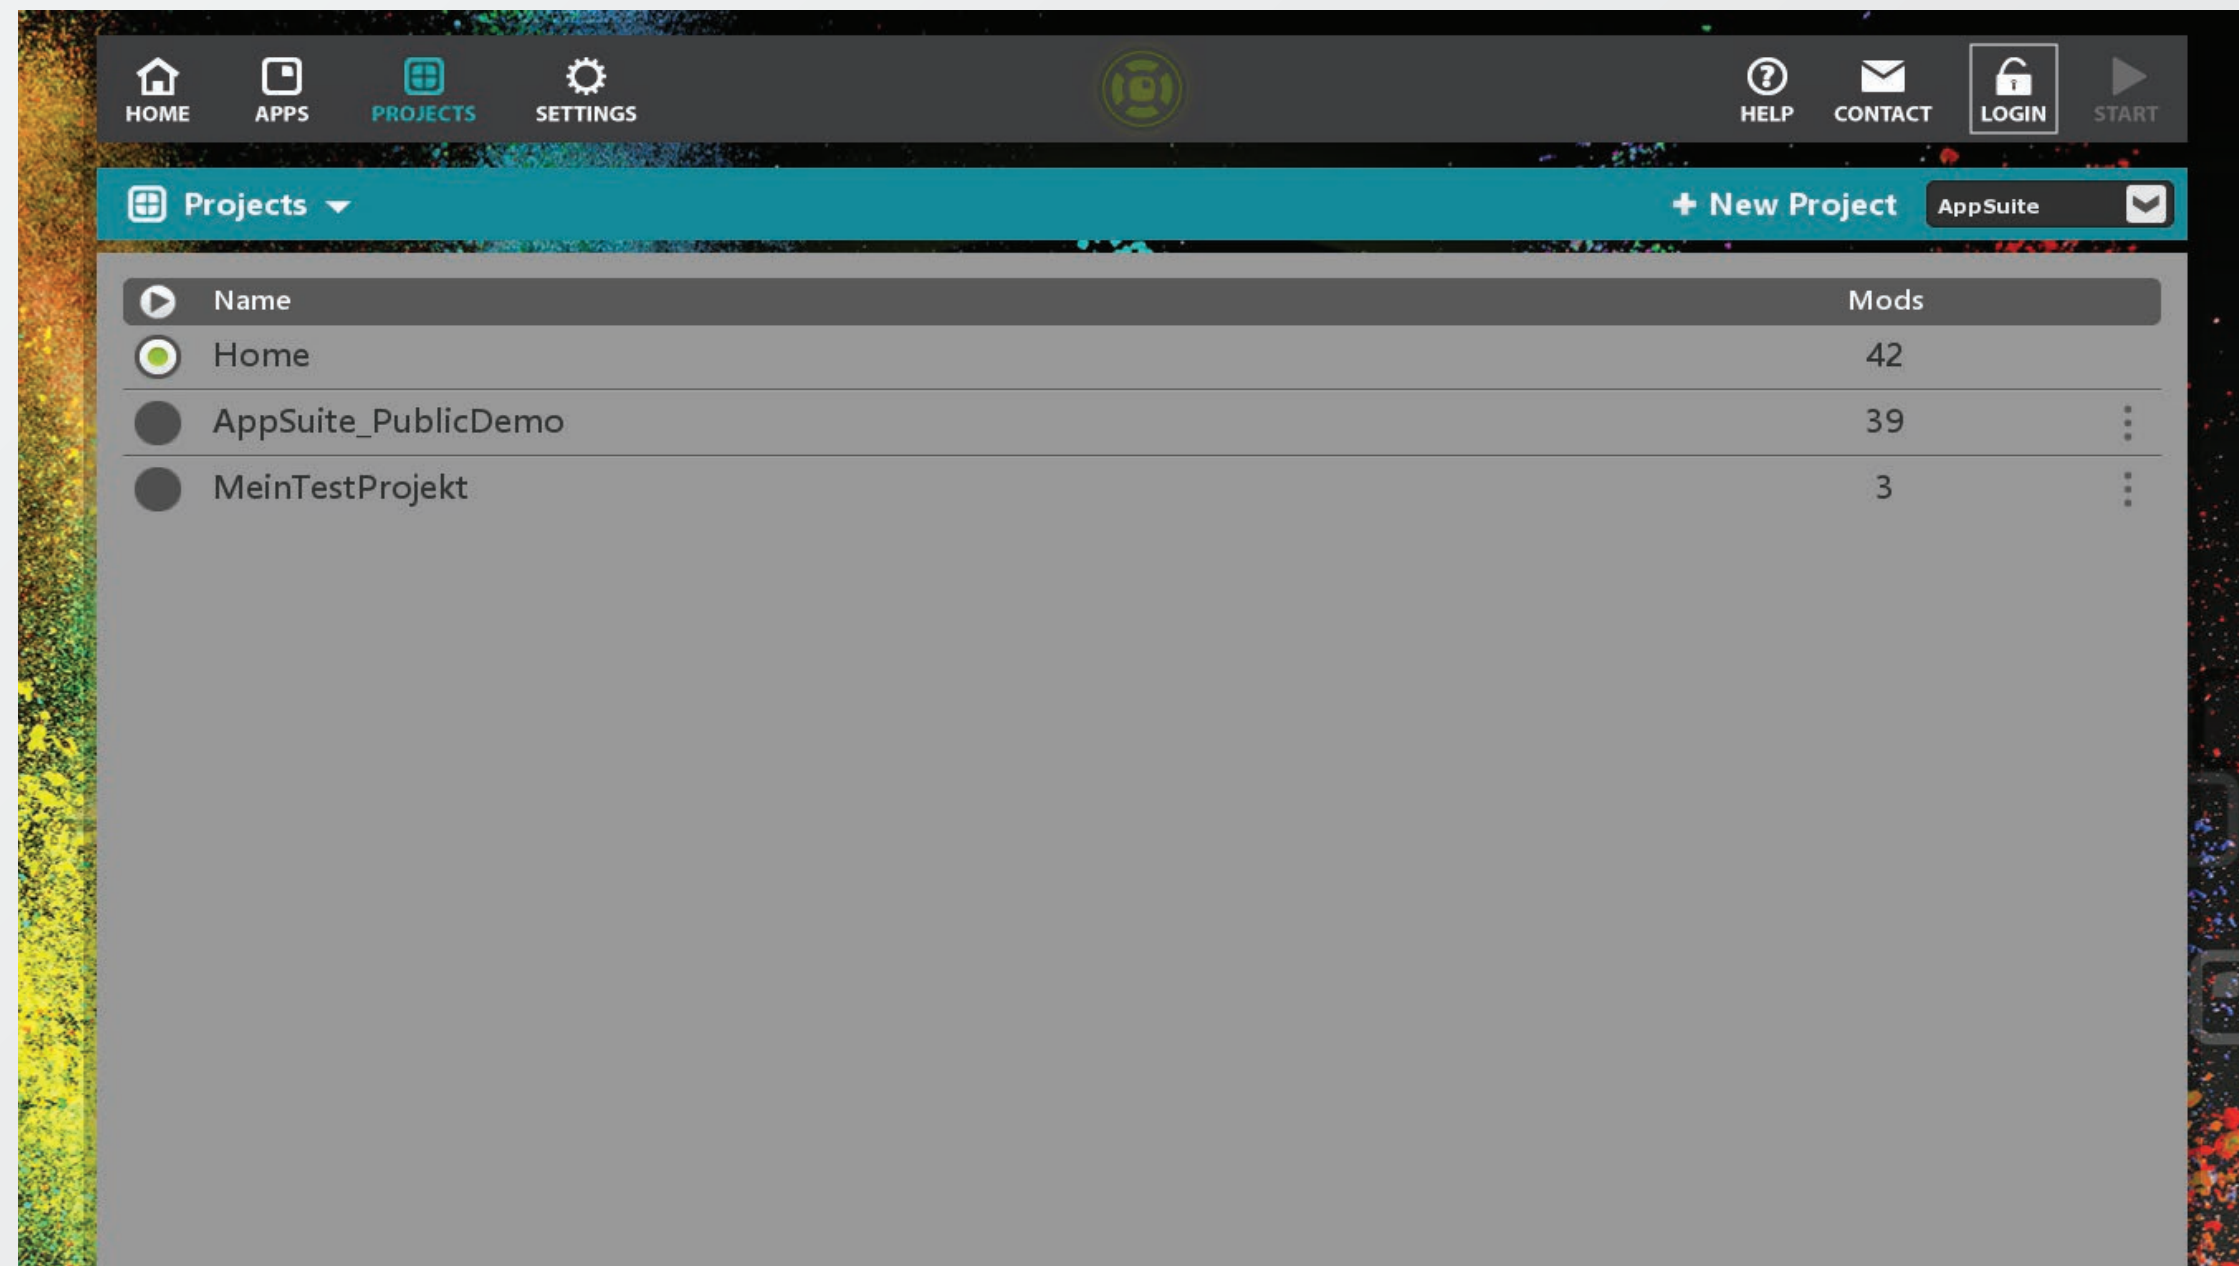 HOME APPS PROJECTS SETTINGS HELP CONTACT LOGIN START
Projects + New Project AppSuite
Name Mods
Home 42
AppSuite_PublicDemo 39
MeinTestProjekt 3